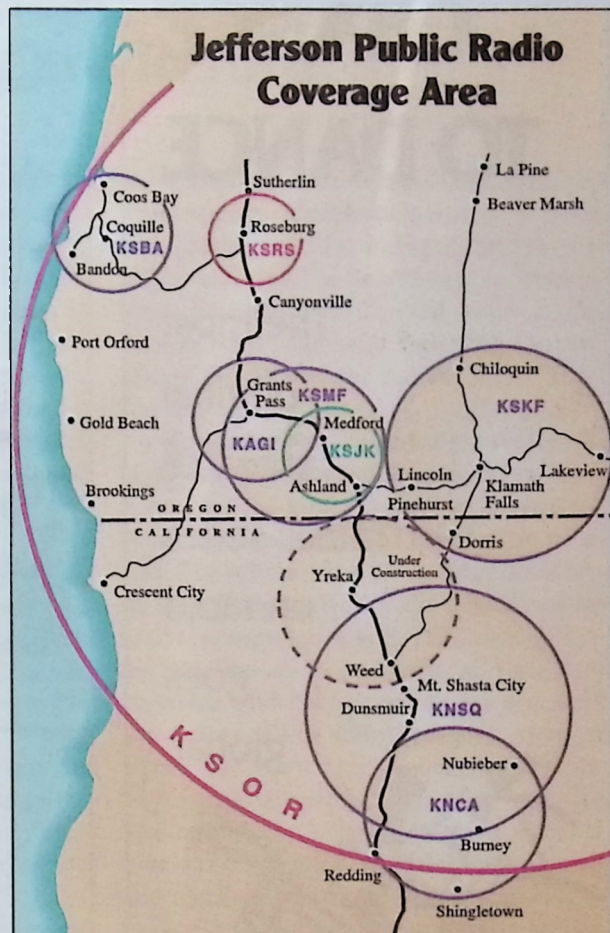 Jefferson Public Radio
Coverage Area
La Pine
Sutherlin
Coos Bay
Beaver Marsh
Roseburg
Coquille
KSBA
KSRS
Bandon
Canyonville
Port Orford
Chiloquin
Grants
Pass
KSMF
KSKF
Gold Beach
Medford
KAGI
KSJK
Lakeview
Lincoln
Ashland
Klamath
Falls
Pinehurst
Brookings
OREGON
CALIFORNIA
Dorris
Under
Construction
Yreka
Crescent City
Weed
Mt. Shasta City
Dunsmuir
KNSQ
KSOR
Nubieber
KNCA
Burney
Redding
Shingletown